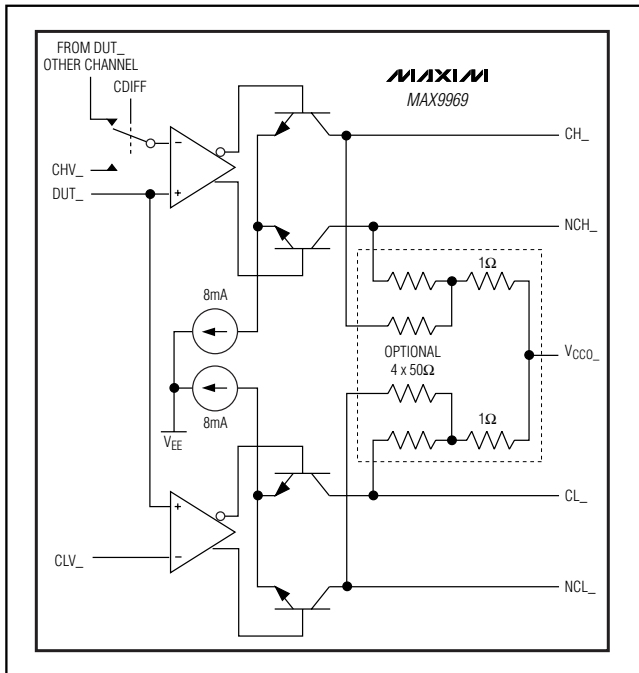 FROM DUT_
OTHER CHANNEL
CDIFF
MAXIM
MAX9969
CH_
CHV_
DUT_
NCH_
1Ω
8mA
OPTIONAL
4 x 50Ω
VCCO_
8mA
VEE
1Ω
CL_
CLV_
NCL_
−
+
+
−